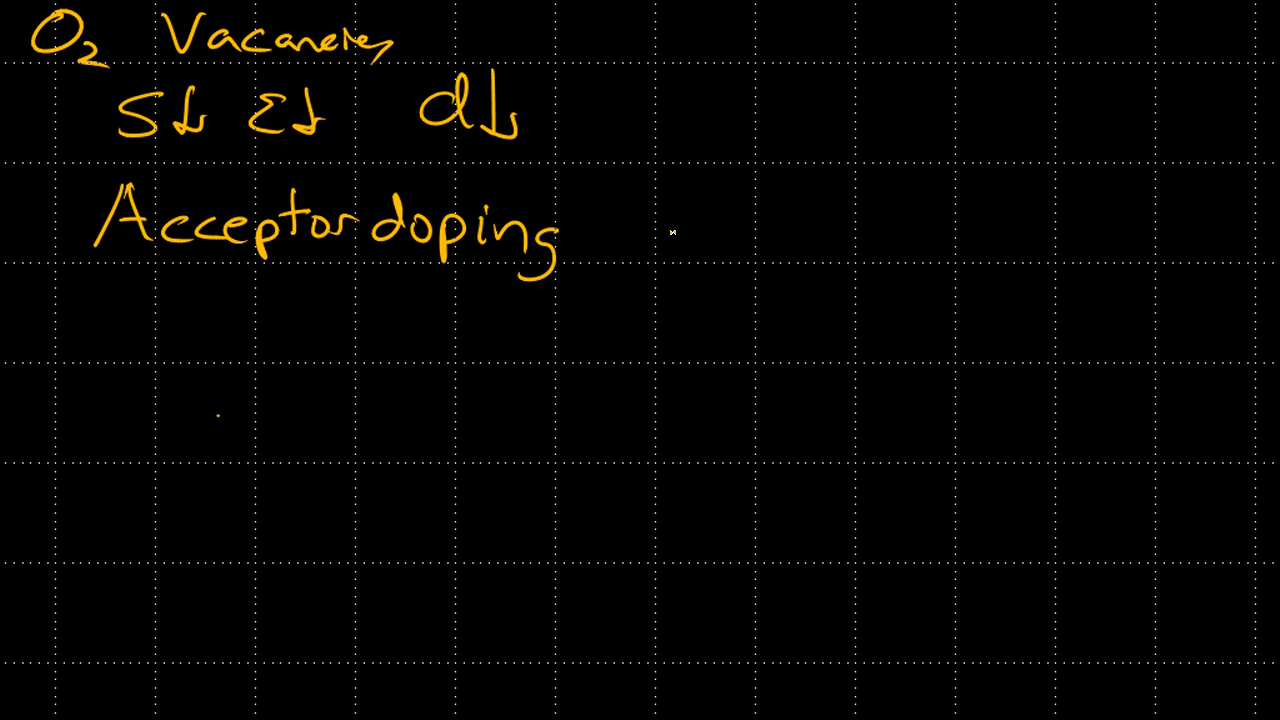 O₂ Vacancies
S↓ Σ↓ d↓
Acceptor doping